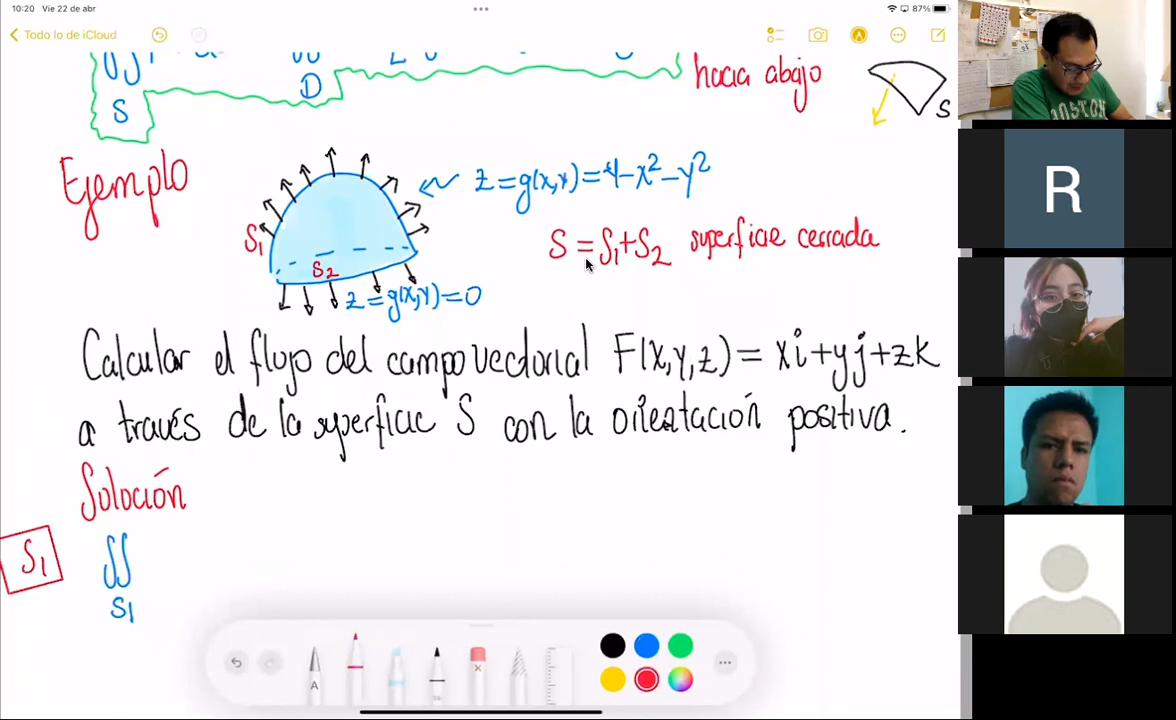 10:20 Vie 22 de abr
87%
Todo lo de iCloud
S
D
hacia abajo
S
Ejemplo
z=g(x,y)=4-x²-y²
S₁
S=S₁+S₂ superficie cerrada
S₂
z=g(x,y)=0
Calcular el flujo del campo vectorial F(x,y,z)=xi+yj+zk
a través de la superficie S con la orientación positiva.
Solución
S₁
∬
S₁
A
BOSTON
R